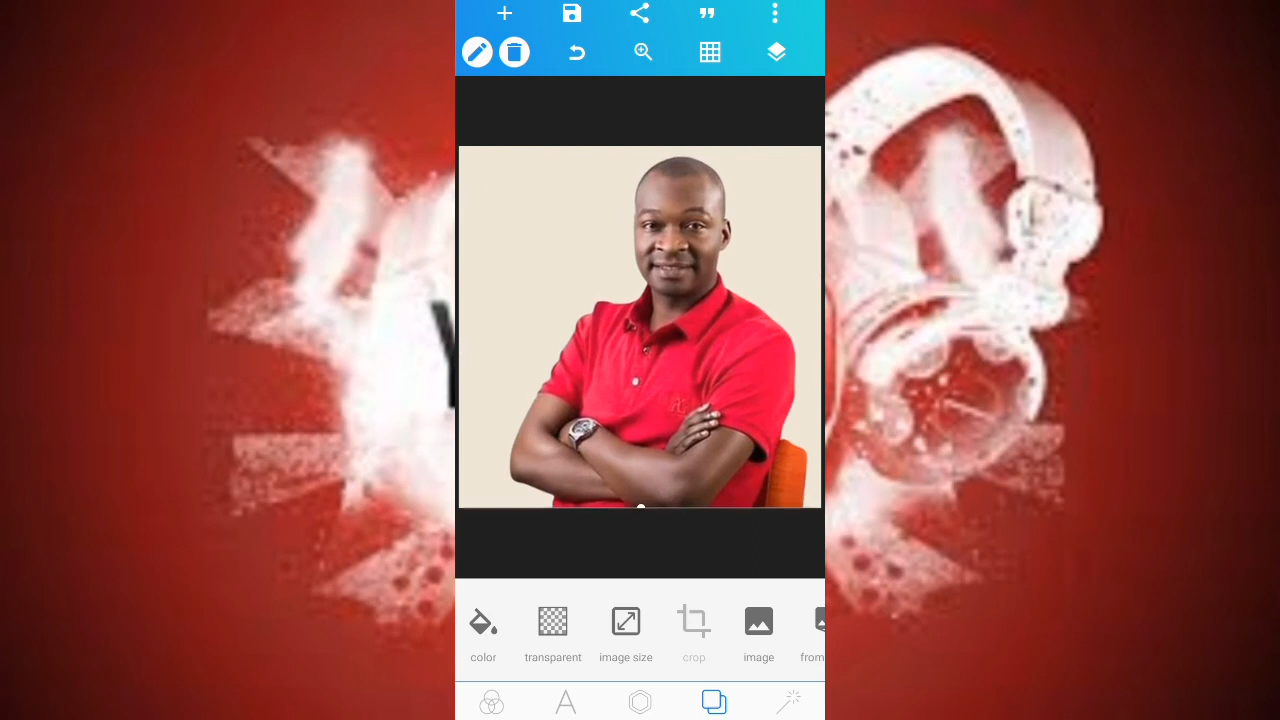 color
transparent
image size
crop
image
from